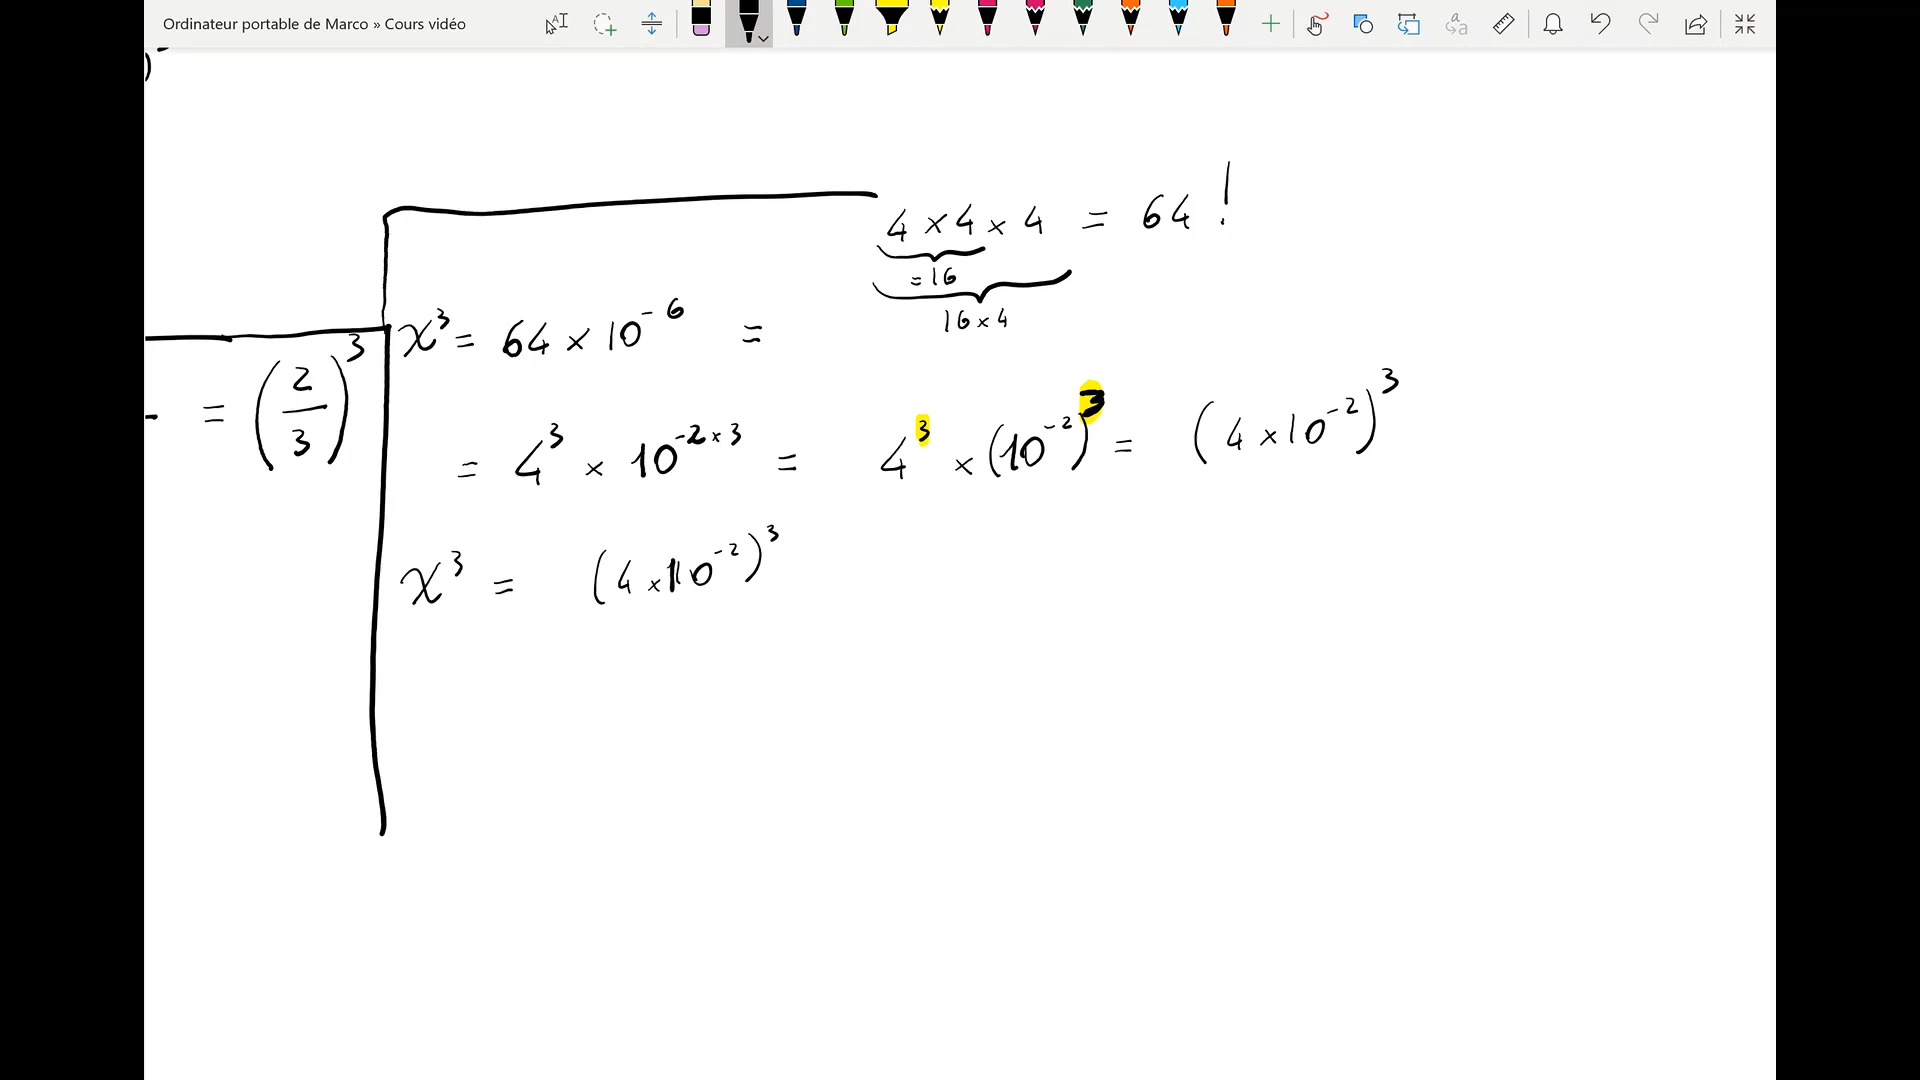 Ordinateur portable de Marco » Cours vidéo
)
4 × 4 × 4 = 64 !
= 16
16 × 4
x³ = 64 × 10⁻⁶ =
= (2/3)³
= 4³ × 10⁻²ˣ³ = 4³ × (10⁻²)³ = (4 × 10⁻²)³
x³ = (4 × 10⁻²)³